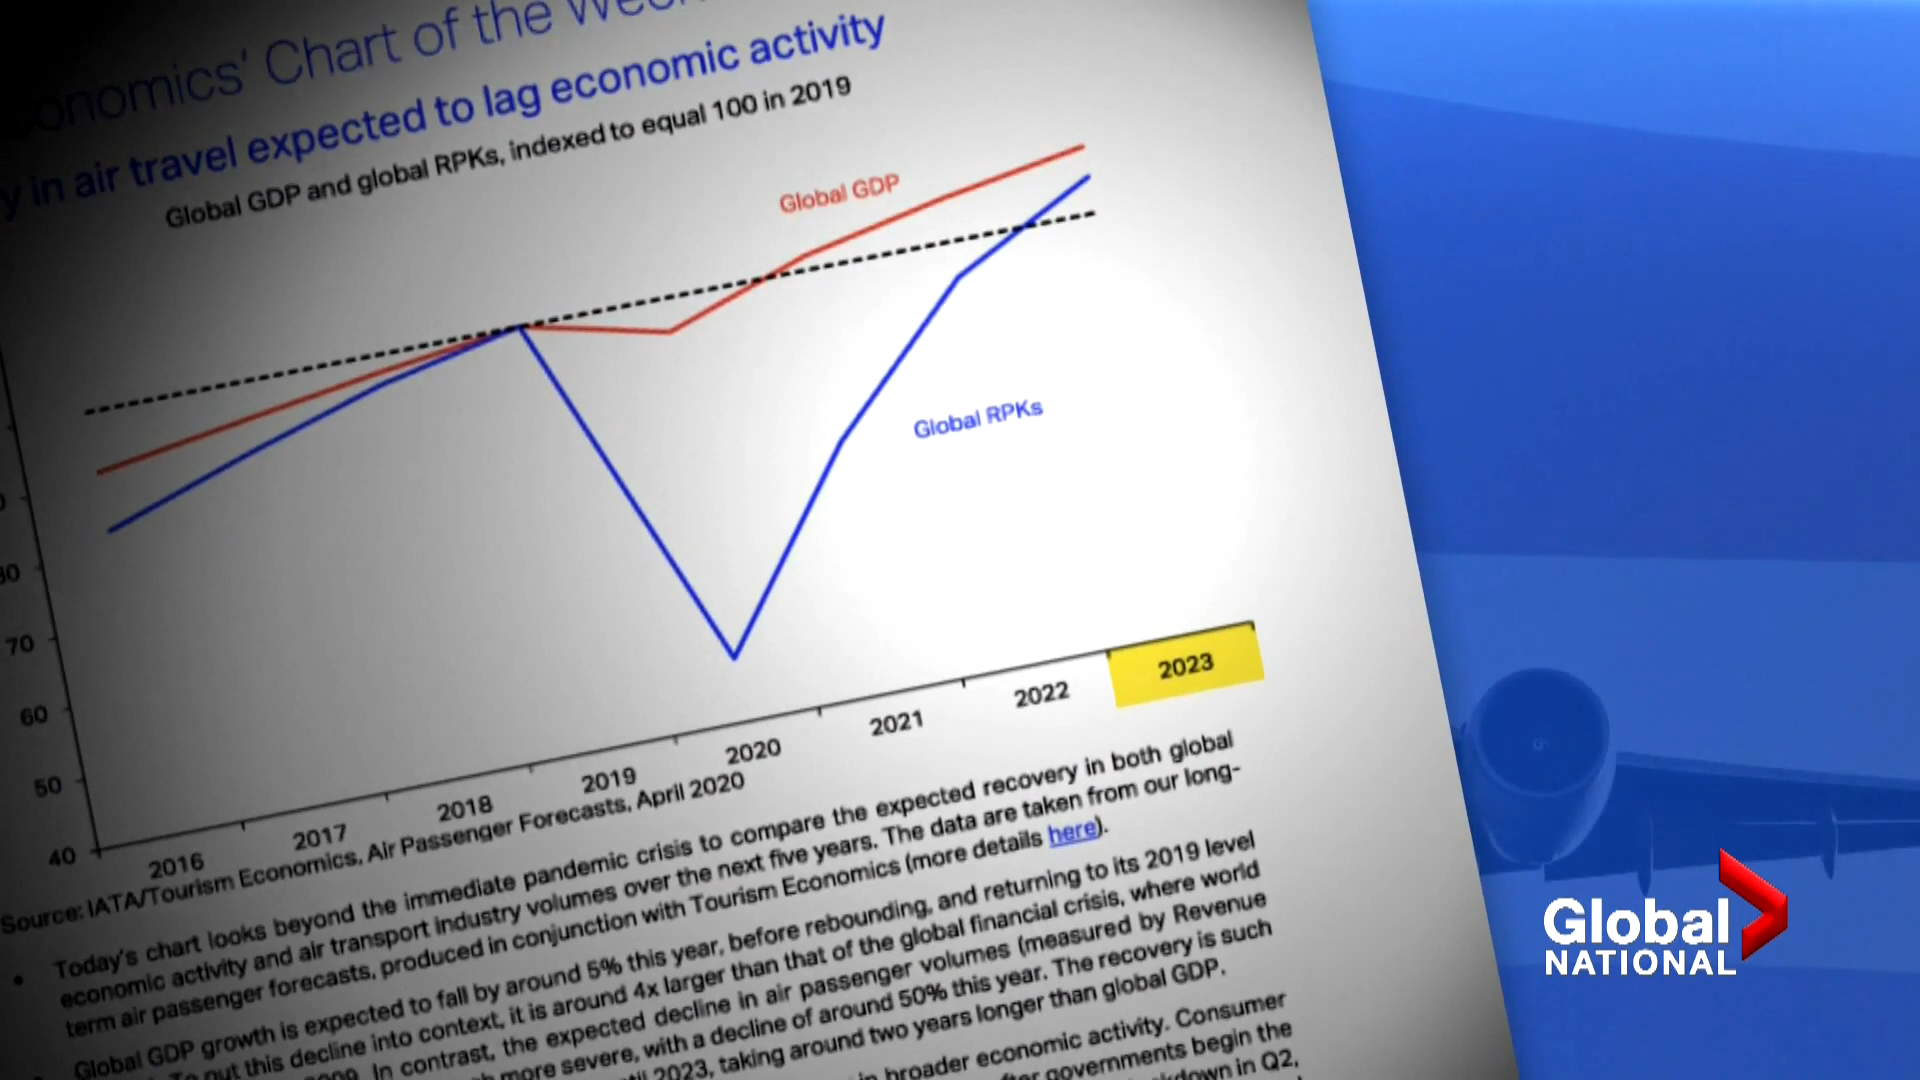 onomics' Chart of the
y in air travel expected to lag economic activity
Global GDP and global RPKs, indexed to equal 100 in 2019
Global GDP
Global RPKs
80
70
60
50
40
2016
2017
2018
2019
2020
2021
2022
2023
Source: IATA/Tourism Economics, Air Passenger Forecasts, April 2020
• Today's chart looks beyond the immediate pandemic crisis to compare the expected recovery in both global
economic activity and air transport industry volumes over the next five years. The data are taken from our long-
term air passenger forecasts, produced in conjunction with Tourism Economics (more details here).
Global GDP growth is expected to fall by around 5% this year, before rebounding, and returning to its 2019 level
put this decline into context, it is around 4x larger than that of the global financial crisis, where world
In contrast, the expected decline in air passenger volumes (measured by Revenue
more severe, with a decline of around 50% this year. The recovery is such
2023, taking around two years longer than global GDP.
in broader economic activity. Consumer
governments begin the
in Q2,
Global
NATIONAL